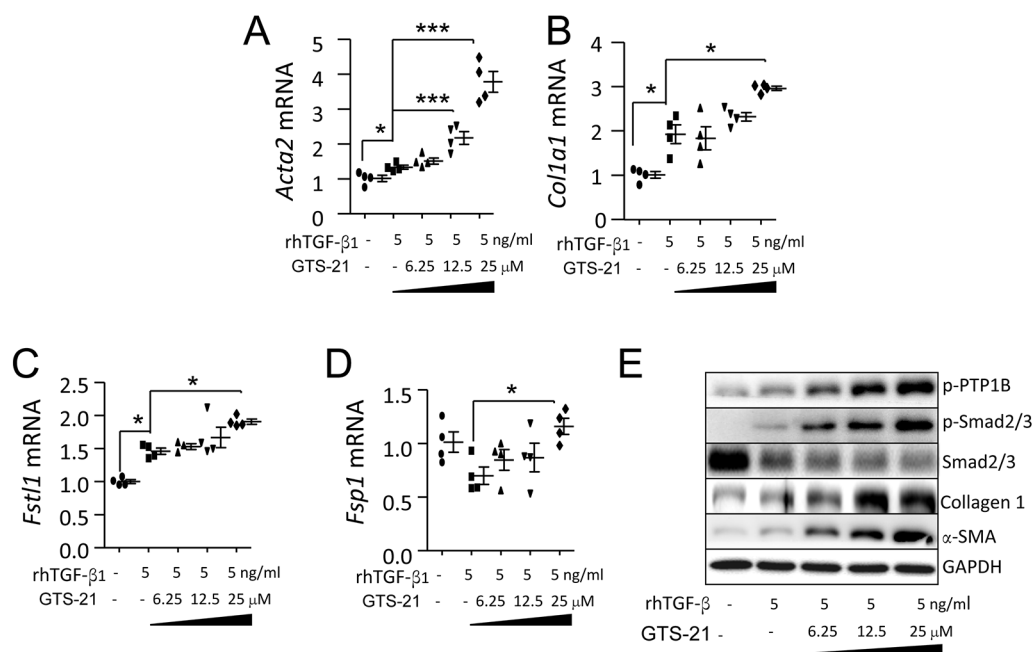 A
Acta2 mRNA
5
4
3
2
1
0
***
***
*
rhTGF-β1 - 5 5 5 5 ng/ml
GTS-21 - - 6.25 12.5 25 μM
B
Col1a1 mRNA
4
3
2
1
0
*
*
rhTGF-β1 - 5 5 5 5 ng/ml
GTS-21 - - 6.25 12.5 25 μM
C
Fstl1 mRNA
2.5
2.0
1.5
1.0
0.5
0.0
*
*
rhTGF-β1 - 5 5 5 5 ng/ml
GTS-21 - - 6.25 12.5 25 μM
D
Fsp1 mRNA
1.5
1.0
0.5
0.0
*
rhTGF-β1 - 5 5 5 5 ng/ml
GTS-21 - - 6.25 12.5 25 μM
E
p-PTP1B
p-Smad2/3
Smad2/3
Collagen 1
α-SMA
GAPDH
rhTGF-β - 5 5 5 5 ng/ml
GTS-21 - - 6.25 12.5 25 μM